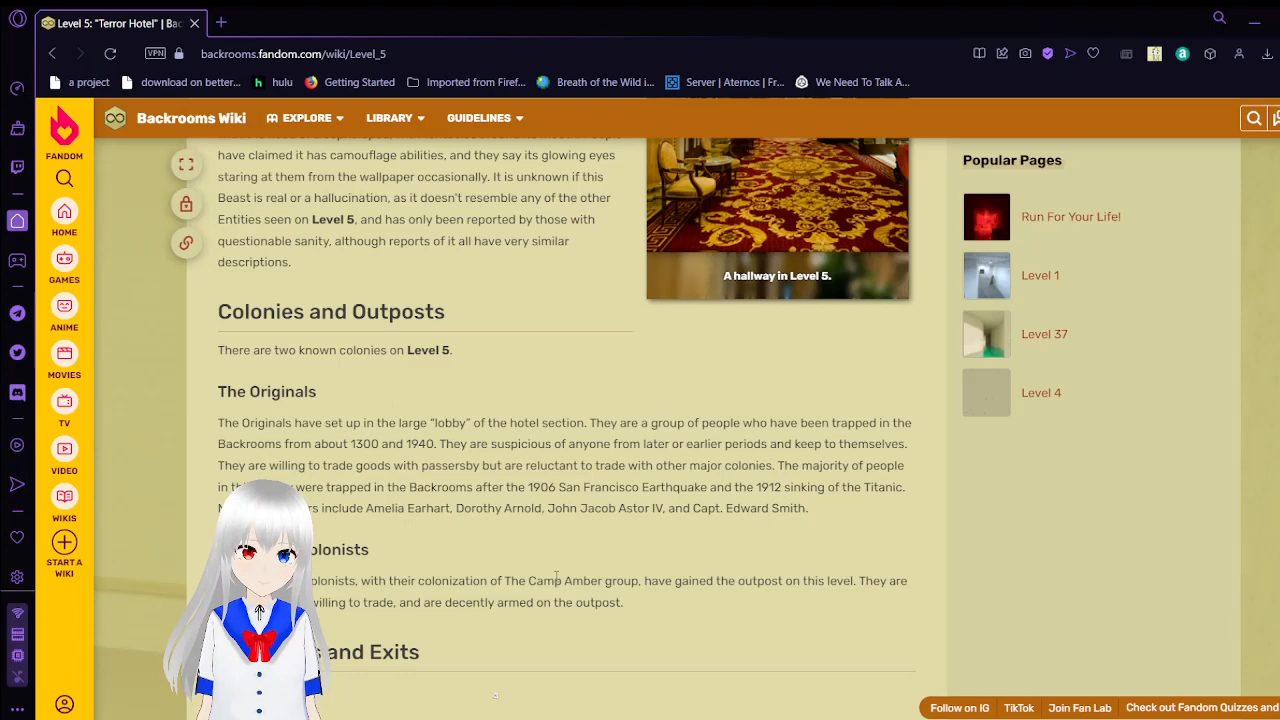 Level 5: "Terror Hotel" | Bac
VPN
backrooms.fandom.com/wiki/Level_5
a project
download on better...
hulu
Getting Started
Imported from Firef...
Breath of the Wild i...
Server | Aternos | Fr...
We Need To Talk A...
Backrooms Wiki
EXPLORE
LIBRARY
GUIDELINES
FANDOM
HOME
GAMES
ANIME
MOVIES
TV
VIDEO
WIKIS
START A
WIKI
have claimed it has camouflage abilities, and they say its glowing eyes
staring at them from the wallpaper occasionally. It is unknown if this
Beast is real or a hallucination, as it doesn't resemble any of the other
Entities seen on Level 5, and has only been reported by those with
questionable sanity, although reports of it all have very similar
descriptions.
A hallway in Level 5.
Colonies and Outposts
There are two known colonies on Level 5.
The Originals
The Originals have set up in the large "lobby" of the hotel section. They are a group of people who have been trapped in the
Backrooms from about 1300 and 1940. They are suspicious of anyone from later or earlier periods and keep to themselves.
They are willing to trade goods with passersby but are reluctant to trade with other major colonies. The majority of people
in were trapped in the Backrooms after the 1906 San Francisco Earthquake and the 1912 sinking of the Titanic.
include Amelia Earhart, Dorothy Arnold, John Jacob Astor IV, and Capt. Edward Smith.
olonists
olonists, with their colonization of The Camp Amber group, have gained the outpost on this level. They are
willing to trade, and are decently armed on the outpost.
and Exits
Popular Pages
Run For Your Life!
Level 1
Level 37
Level 4
Follow on IG
TikTok
Join Fan Lab
Check out Fandom Quizzes and